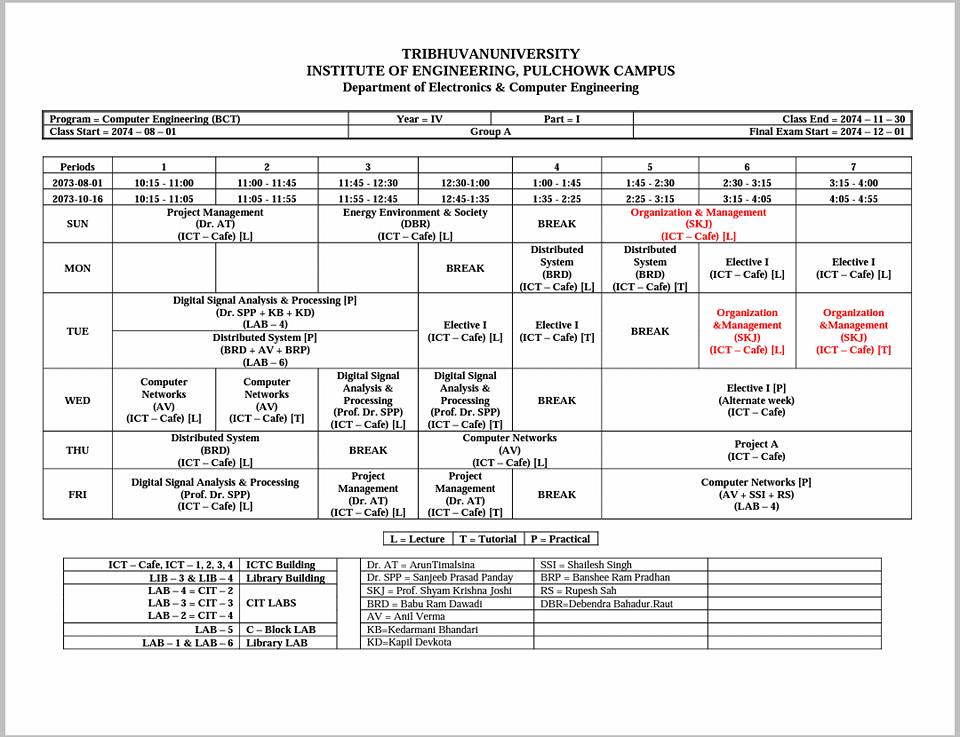 TRIBHUVANUNIVERSITY
INSTITUTE OF ENGINEERING, PULCHOWK CAMPUS
Department of Electronics & Computer Engineering
Program = Computer Engineering (BCT) Year = IV Part = I Class End = 2074 – 11 – 30
Class Start = 2074 – 08 – 01 Group A Final Exam Start = 2074 – 12 – 01
Periods 1 2 3 4 5 6 7
2073-08-01 10:15 - 11:00 11:00 - 11:45 11:45 - 12:30 12:30-1:00 1:00 - 1:45 1:45 - 2:30 2:30 - 3:15 3:15 - 4:00
2073-10-16 10:15 - 11:05 11:05 - 11:55 11:55 - 12:45 12:45-1:35 1:35 - 2:25 2:25 - 3:15 3:15 - 4:05 4:05 - 4:55
SUN
Project Management
(Dr. AT)
(ICT – Cafe) [L]
Energy Environment & Society
(DBR)
(ICT – Cafe) [L]
BREAK
Organization & Management
(SKJ)
(ICT – Cafe) [L]
MON
BREAK
Distributed
System
(BRD)
(ICT – Cafe) [L]
Distributed
System
(BRD)
(ICT – Cafe) [T]
Elective I
(ICT – Cafe) [L]
Elective I
(ICT – Cafe) [L]
TUE
Digital Signal Analysis & Processing [P]
(Dr. SPP + KB + KD)
(LAB – 4)
Distributed System [P]
(BRD + AV + BRP)
(LAB – 6)
Elective I
(ICT – Cafe) [L]
Elective I
(ICT – Cafe) [T]
BREAK
Organization
&Management
(SKJ)
(ICT – Cafe) [L]
Organization
&Management
(SKJ)
(ICT – Cafe) [T]
WED
Computer
Networks
(AV)
(ICT – Cafe) [L]
Computer
Networks
(AV)
(ICT – Cafe) [T]
Digital Signal
Analysis &
Processing
(Prof. Dr. SPP)
(ICT – Cafe) [L]
Digital Signal
Analysis &
Processing
(Prof. Dr. SPP)
(ICT – Cafe) [T]
BREAK
Elective I [P]
(Alternate week)
(ICT – Cafe)
THU
Distributed System
(BRD)
(ICT – Cafe) [L]
BREAK
Computer Networks
(AV)
(ICT – Cafe) [L]
Project A
(ICT – Cafe)
FRI
Digital Signal Analysis & Processing
(Prof. Dr. SPP)
(ICT – Cafe) [L]
Project
Management
(Dr. AT)
(ICT – Cafe) [L]
Project
Management
(Dr. AT)
(ICT – Cafe) [T]
BREAK
Computer Networks [P]
(AV + SSI + RS)
(LAB – 4)
L = Lecture T = Tutorial P = Practical
ICT – Cafe, ICT – 1, 2, 3, 4 ICTC Building
LIB – 3 & LIB – 4 Library Building
LAB – 4 = CIT – 2
LAB – 3 = CIT – 3 CIT LABS
LAB – 2 = CIT – 4
LAB – 5 C – Block LAB
LAB – 1 & LAB – 6 Library LAB
Dr. AT = ArunTimalsina SSI = Shailesh Singh
Dr. SPP = Sanjeeb Prasad Panday BRP = Banshee Ram Pradhan
SKJ = Prof. Shyam Krishna Joshi RS = Rupesh Sah
BRD = Babu Ram Dawadi DBR=Debendra Bahadur.Raut
AV = Anil Verma
KB=Kedarmani Bhandari
KD=Kapil Devkota